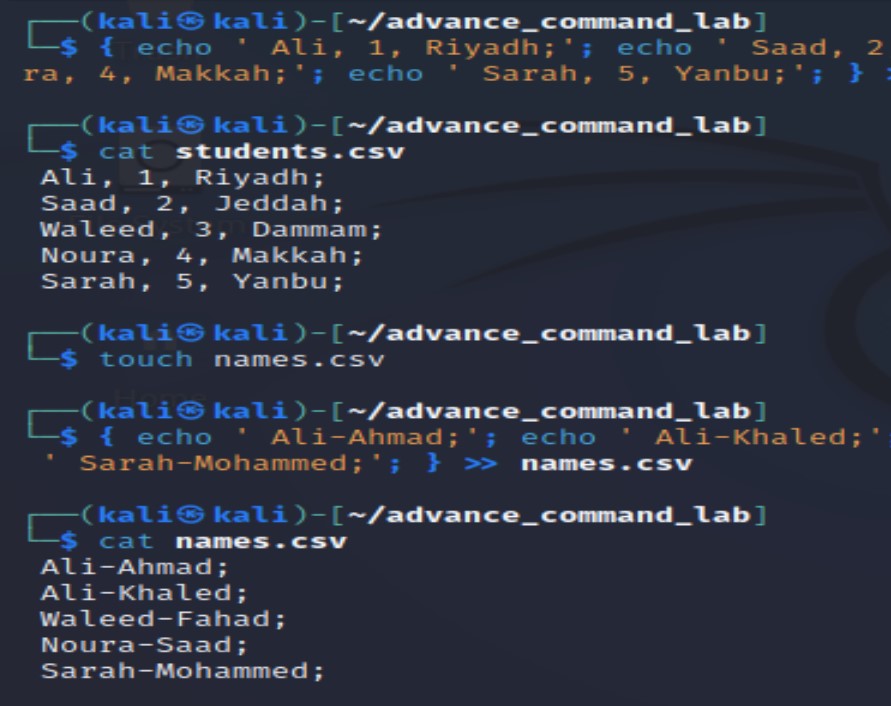 ┌──(kali㉿kali)-[~/advance_command_lab]
└─$ { echo ' Ali, 1, Riyadh;'; echo ' Saad, 2
ra, 4, Makkah;'; echo ' Sarah, 5, Yanbu;'; } >
┌──(kali㉿kali)-[~/advance_command_lab]
└─$ cat students.csv
Ali, 1, Riyadh;
Saad, 2, Jeddah;
Waleed, 3, Dammam;
Noura, 4, Makkah;
Sarah, 5, Yanbu;
┌──(kali㉿kali)-[~/advance_command_lab]
└─$ touch names.csv
┌──(kali㉿kali)-[~/advance_command_lab]
└─$ { echo ' Ali-Ahmad;'; echo ' Ali-Khaled;';
' Sarah-Mohammed;'; } >> names.csv
┌──(kali㉿kali)-[~/advance_command_lab]
└─$ cat names.csv
Ali-Ahmad;
Ali-Khaled;
Waleed-Fahad;
Noura-Saad;
Sarah-Mohammed;
Home